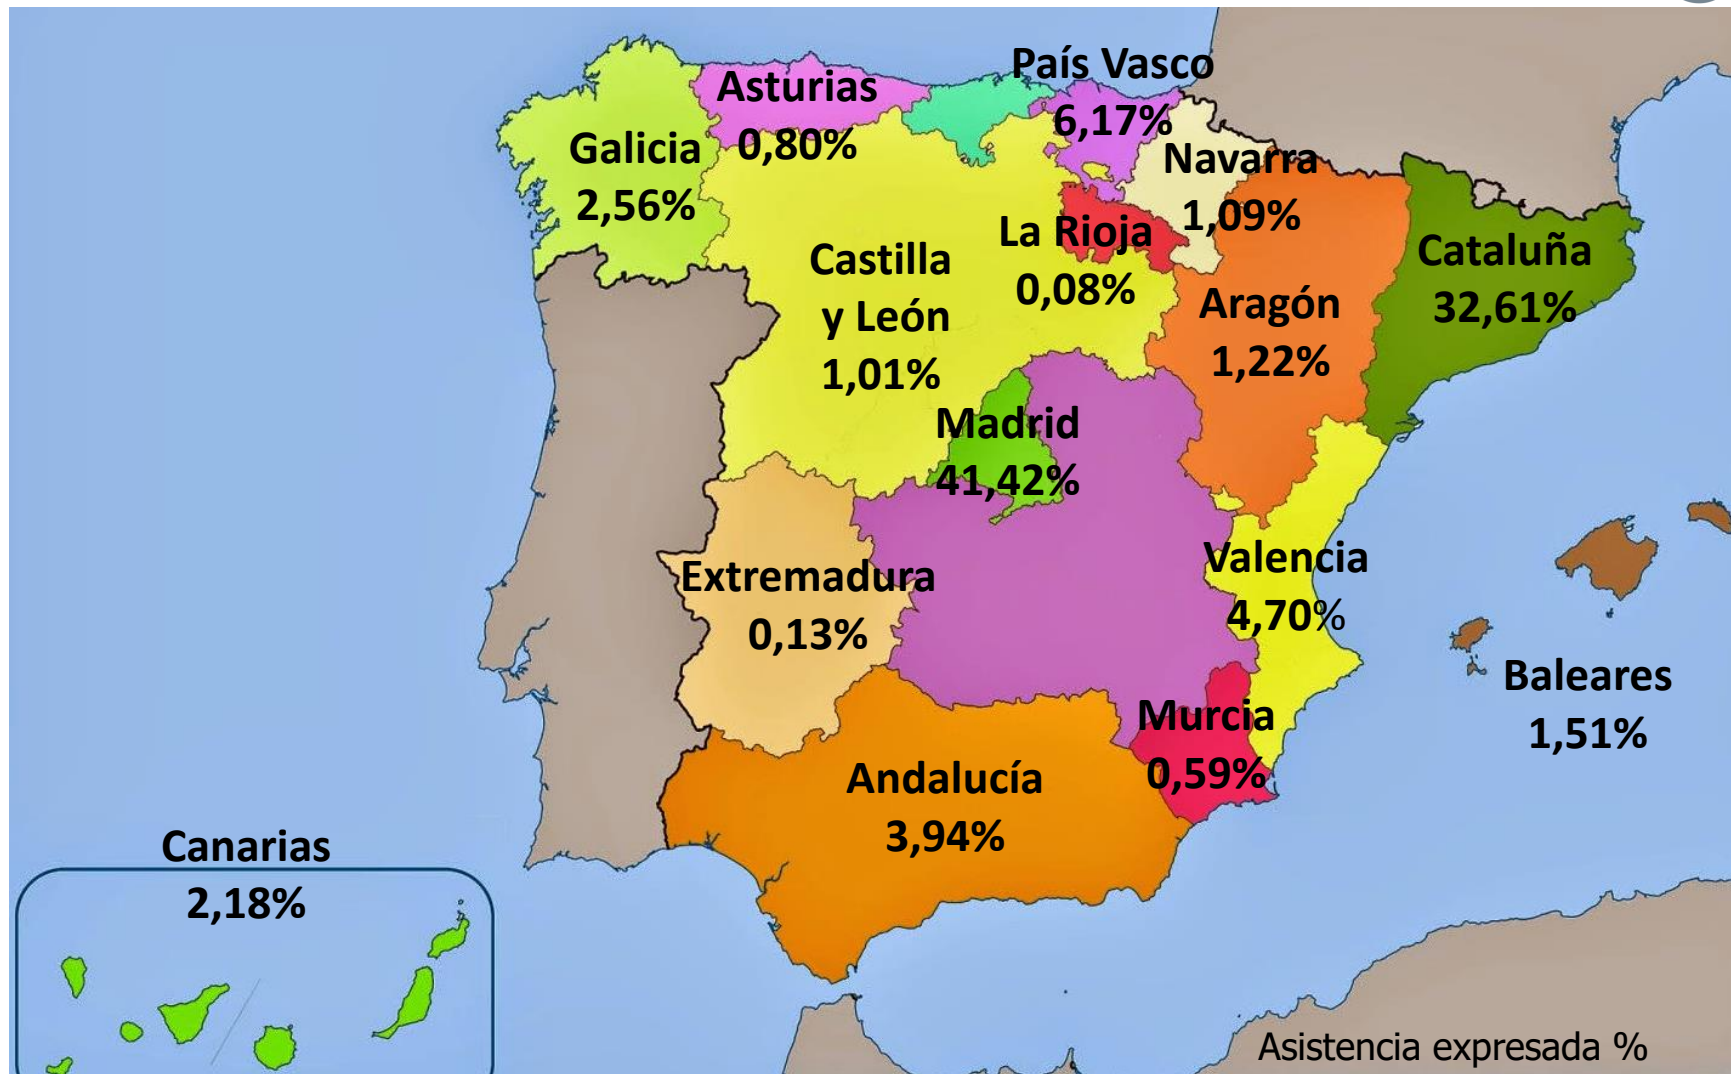 País Vasco
6,17%
Asturias
0,80%
Galicia
2,56%
Navarra
1,09%
La Rioja
0,08%
Cataluña
32,61%
Castilla
y León
1,01%
Aragón
1,22%
Madrid
41,42%
Valencia
4,70%
Extremadura
0,13%
Baleares
1,51%
Murcia
0,59%
Andalucía
3,94%
Canarias
2,18%
Asistencia expresada %